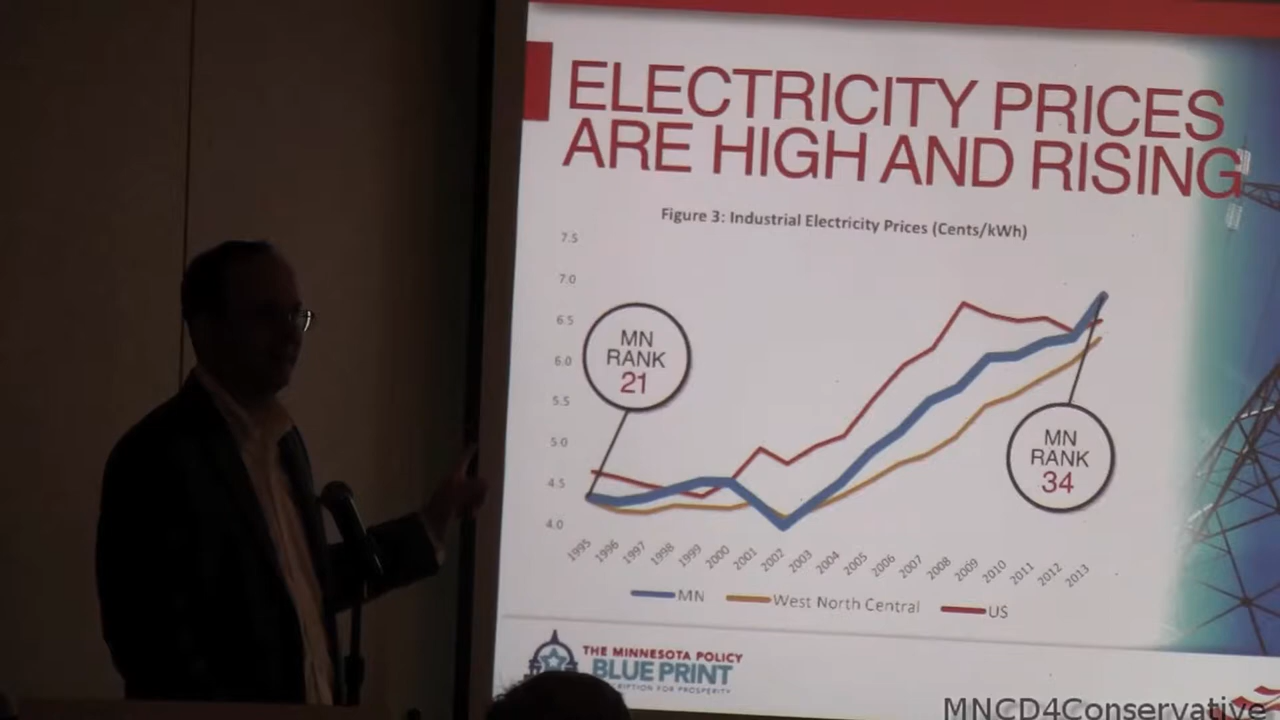 ELECTRICITY PRICES
ARE HIGH AND RISING
Figure 3: Industrial Electricity Prices (Cents/kWh)
7.5
7.0
6.5
6.0
5.5
5.0
4.5
4.0
MN
RANK
21
MN
RANK
34
1995 1996 1997 1998 1999 2000 2001 2002 2003 2004 2005 2006 2007 2008 2009 2010 2011 2012 2013
MN West North Central US
THE MINNESOTA POLICY
BLUE PRINT
FOR PROSPERITY
MNCD4Conservative